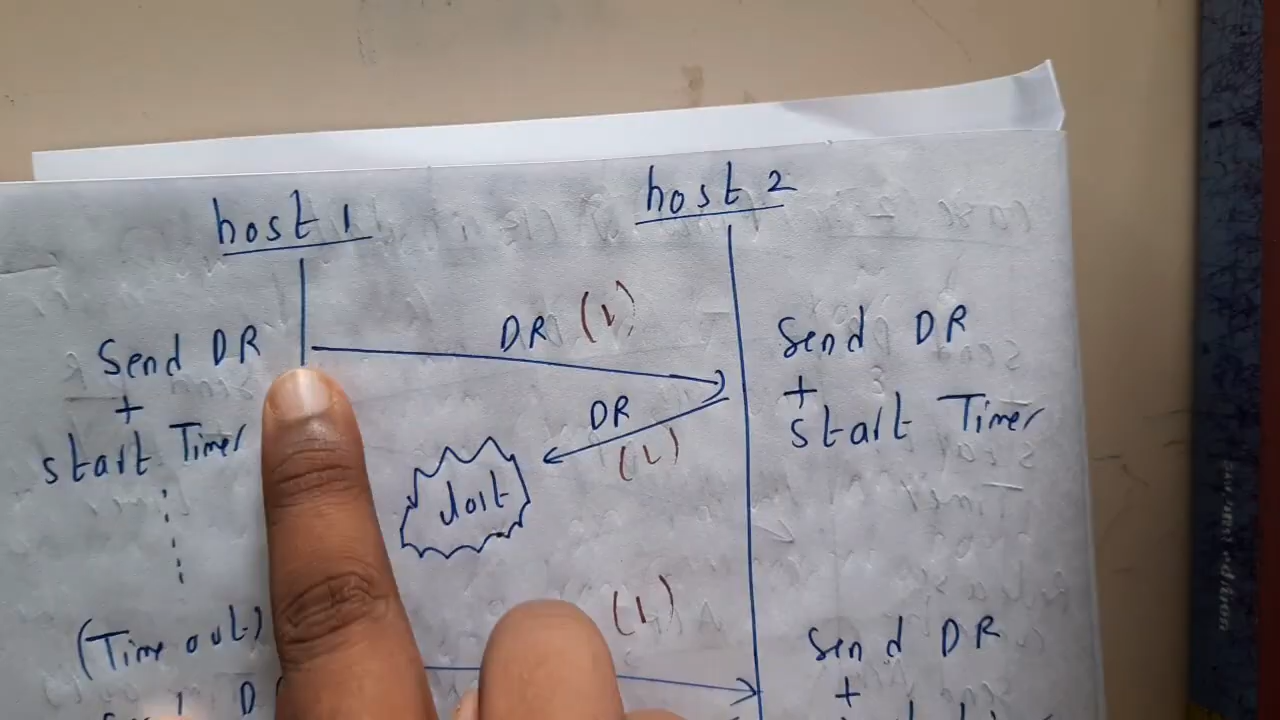 host 1
host 2
DR (1)
Send DR
+
start Timer
Send DR
+
start Timer
DR
(2)
lost
(Time out)
(1)
Send DR
+